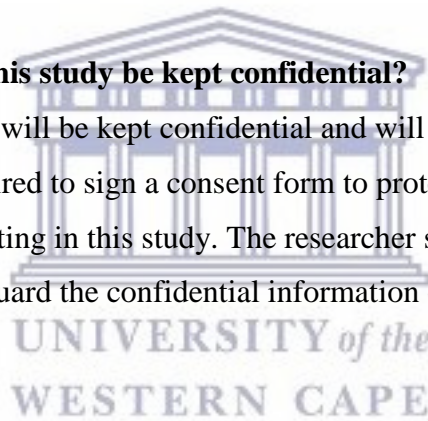 his study be kept confidential?
will be kept confidential and will
ired to sign a consent form to prot
ting in this study. The researcher s
uard the confidential information
UNIVERSITY of the
WESTERN CAPE